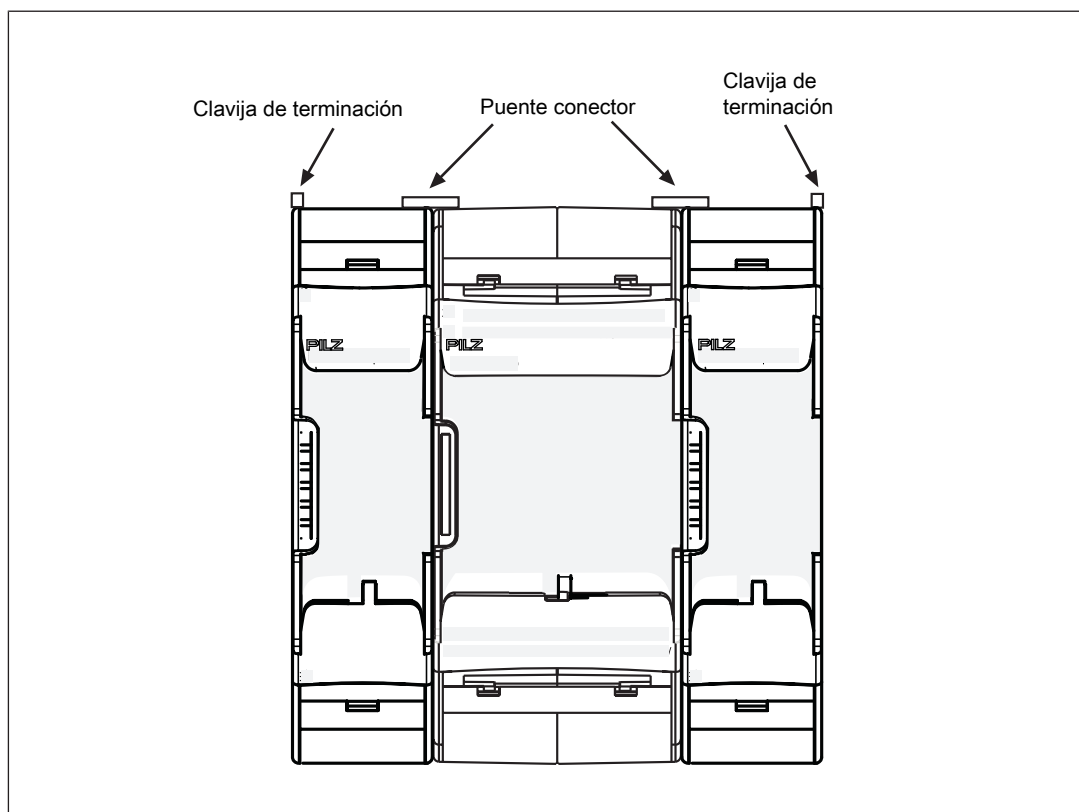 Clavija de terminación
Puente conector
Clavija de
terminación
PILZ
PILZ
PILZ